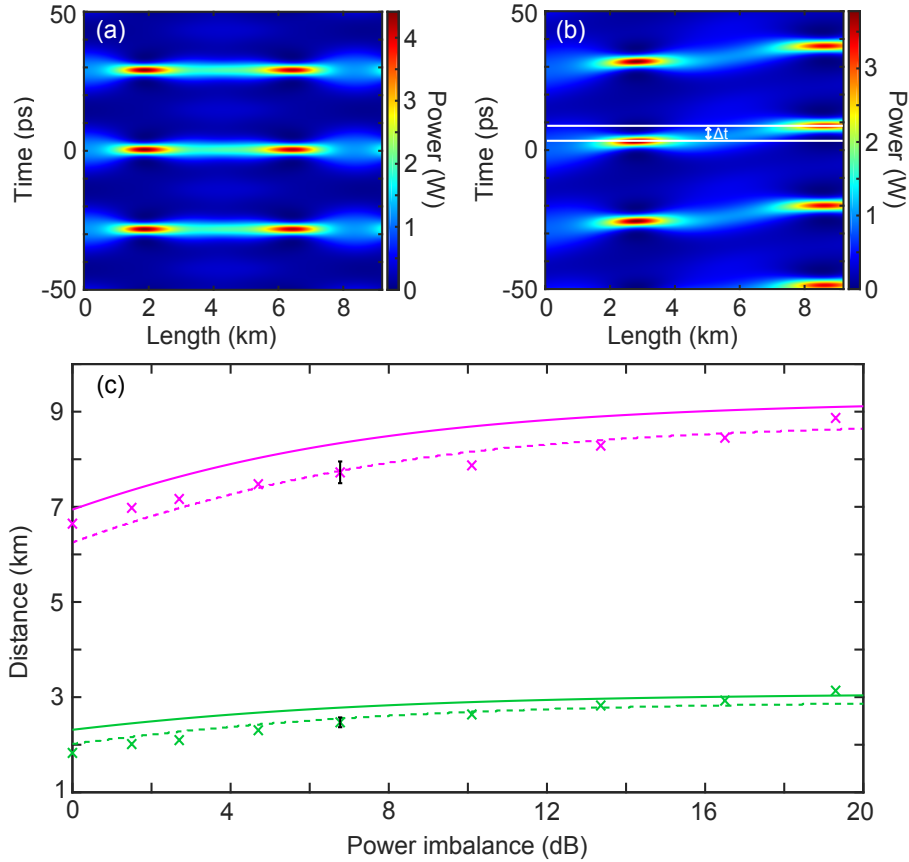 (a)
50
0
-50
Time (ps)
0 2 4 6 8
Length (km)
4
3
2
1
0
Power (W)
(b)
50
0
-50
Time (ps)
Δt
0 2 4 6 8
Length (km)
3
2
1
0
Power (W)
(c)
9
7
5
3
1
Distance (km)
0 4 8 12 16 20
Power imbalance (dB)